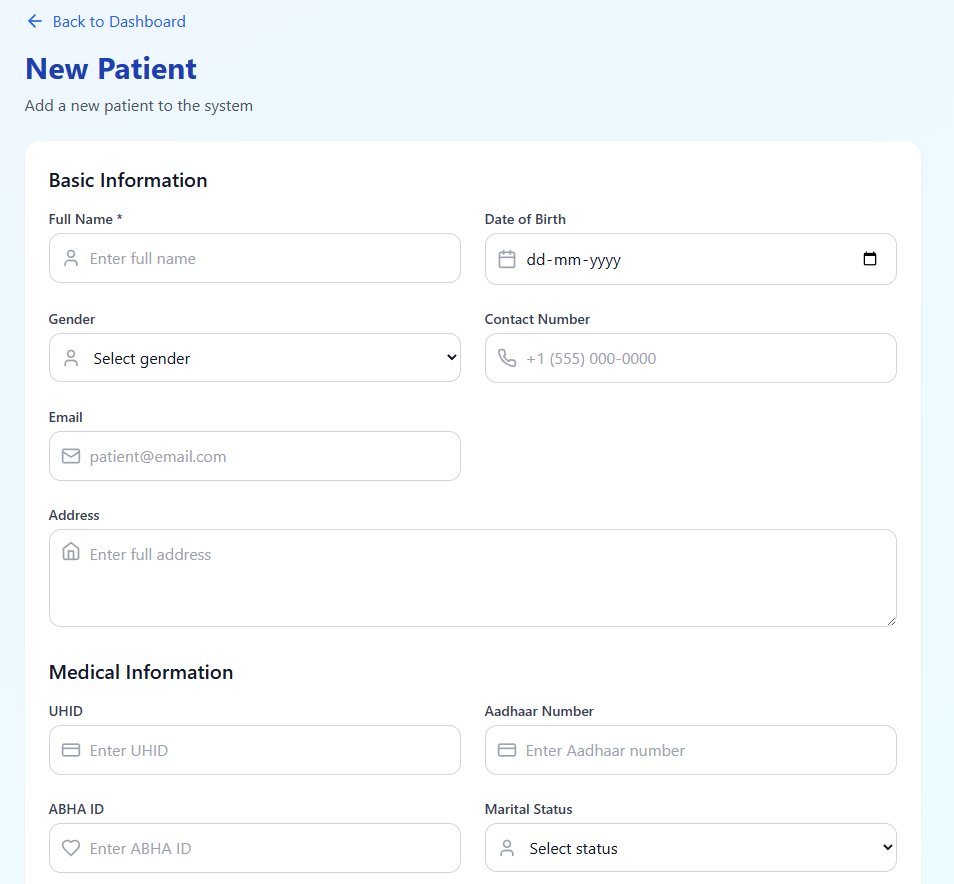 Back to Dashboard
New Patient
Add a new patient to the system
Basic Information
Full Name *
Enter full name
Date of Birth
dd-mm-yyyy
Gender
Select gender
Contact Number
+1 (555) 000-0000
Email
patient@email.com
Address
Enter full address
Medical Information
UHID
Enter UHID
Aadhaar Number
Enter Aadhaar number
ABHA ID
Enter ABHA ID
Marital Status
Select status